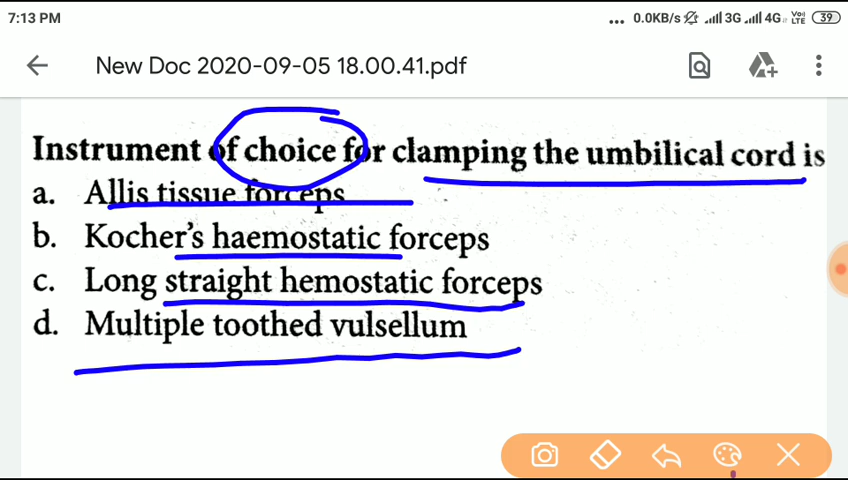 7:13 PM ... 0.0KB/s 3G 4G Vo) LTE 39
New Doc 2020-09-05 18.00.41.pdf
Instrument of choice for clamping the umbilical cord is
a. Allis tissue forceps
b. Kocher's haemostatic forceps
c. Long straight hemostatic forceps
d. Multiple toothed vulsellum